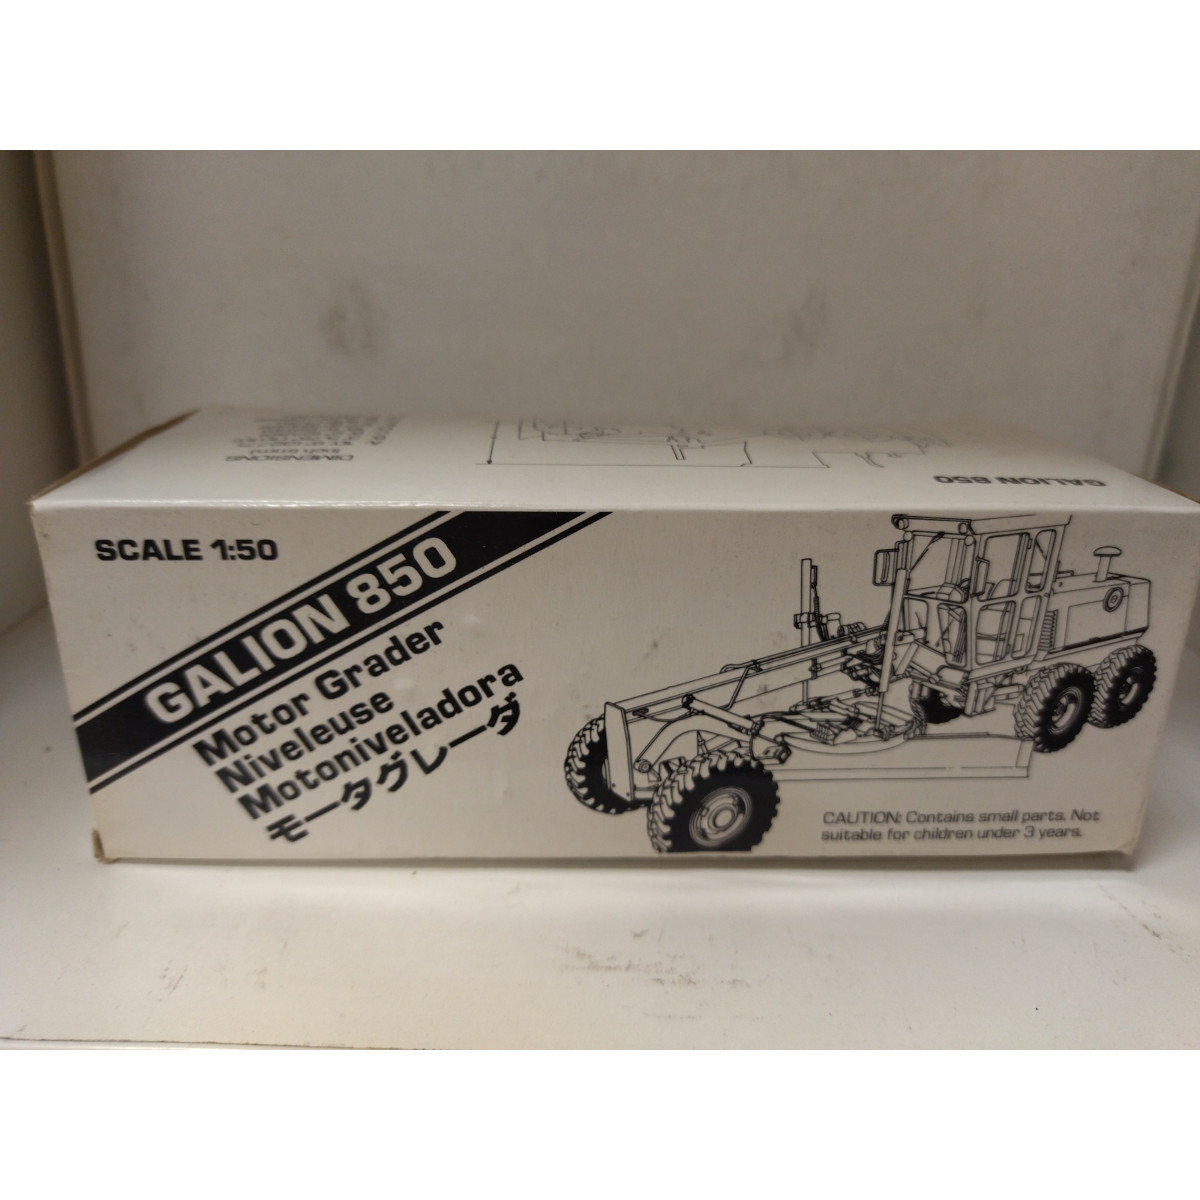 DIMENSIONS
GALION 850
SCALE 1:50
GALION 850
Motor Grader
Niveleuse
Motoniveladora
モータグレーダ
CAUTION: Contains small parts. Not
suitable for children under 3 years.